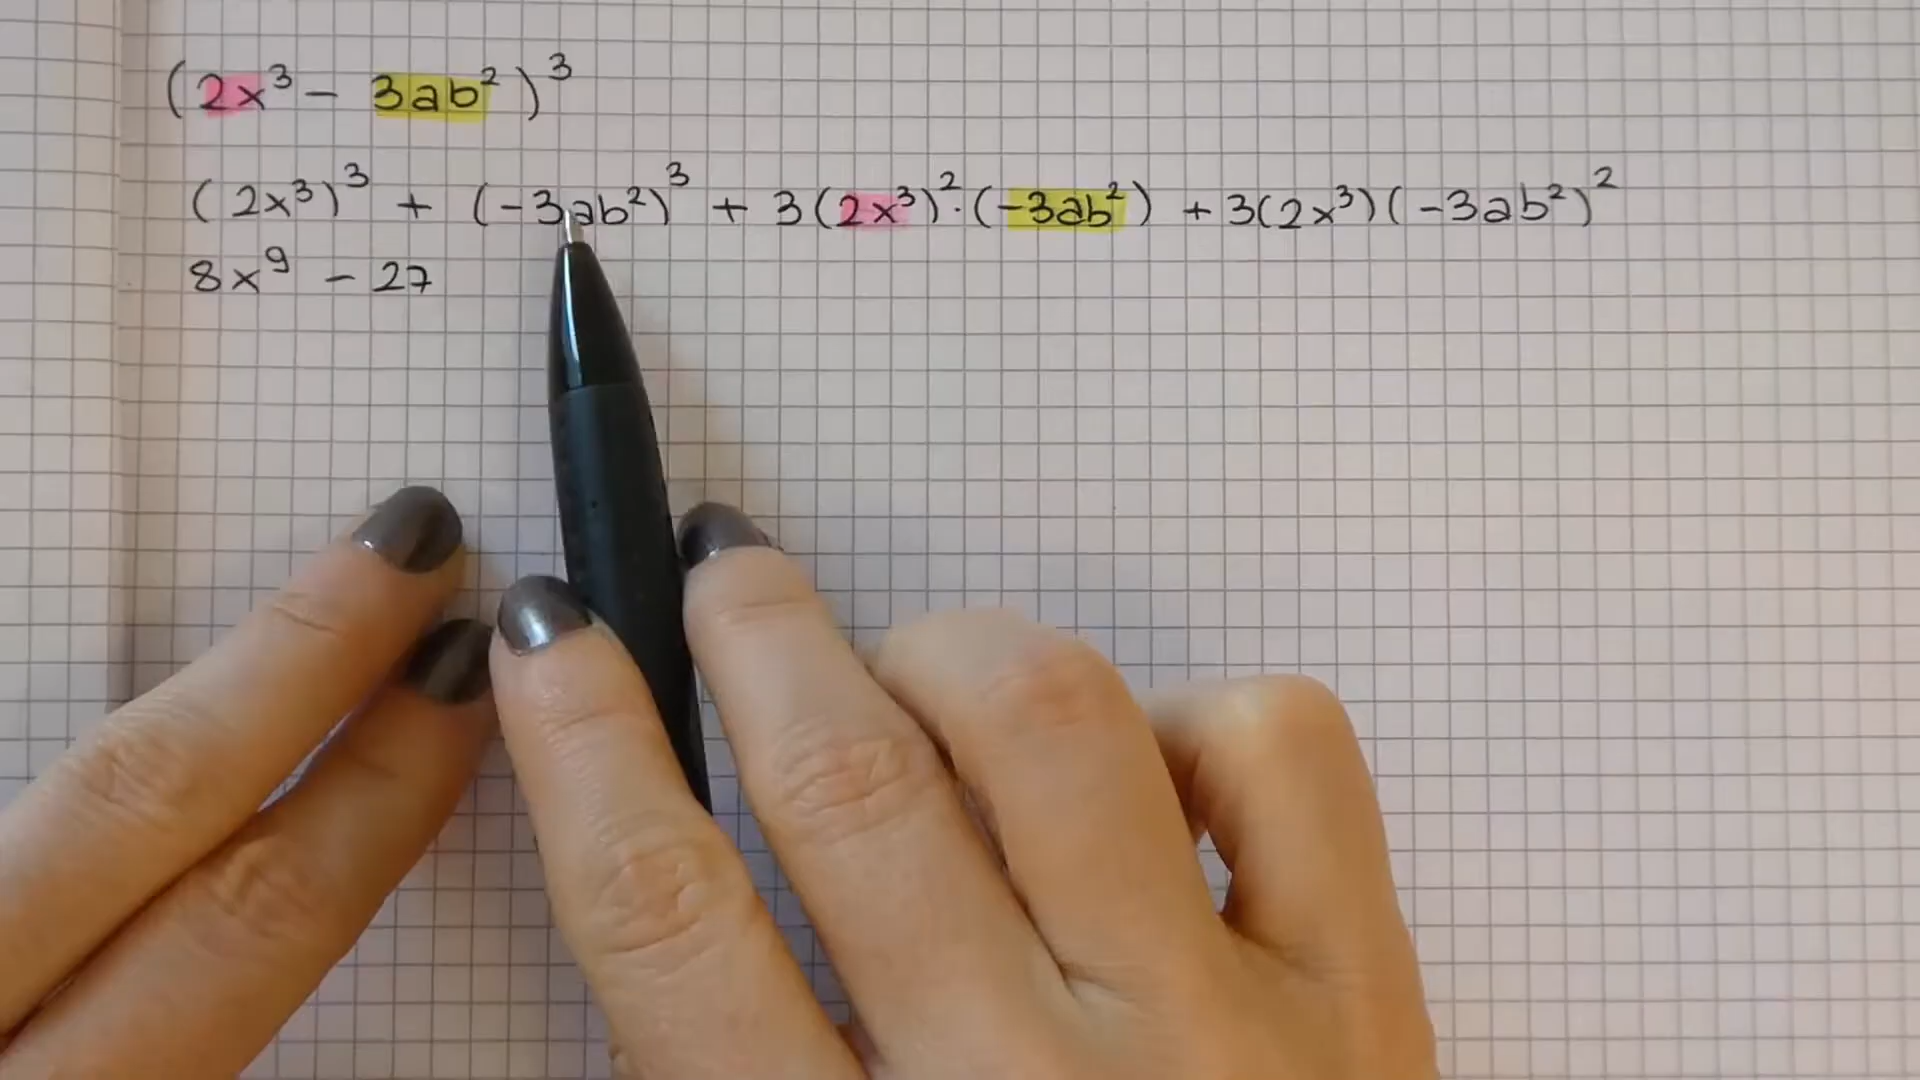 (2x³ - 3ab²)³
(2x³)³ + (-3ab²)³ + 3(2x³)²·(-3ab²) + 3(2x³)(-3ab²)²
8x⁹ - 27